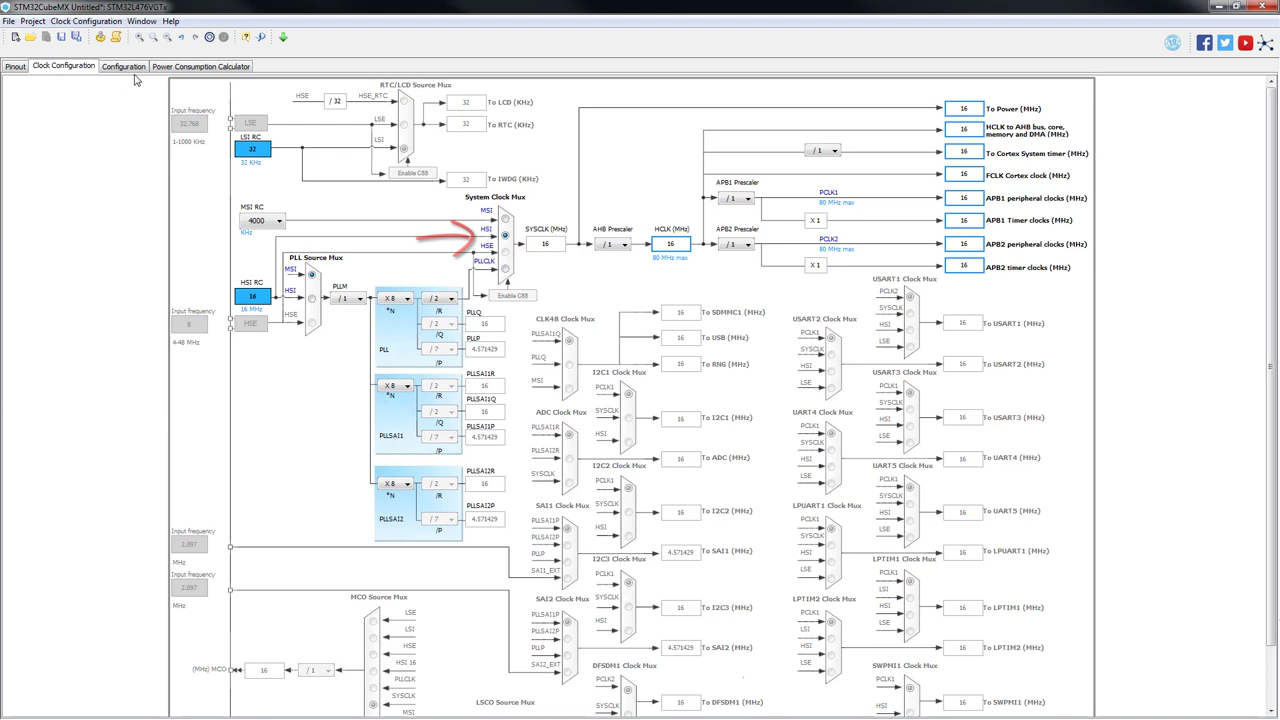 STM32CubeMX Untitled*: STM32L476VGTx
File Project Clock Configuration Window Help
Pinout Clock Configuration Configuration Power Consumption Calculator
RTC/LCD Source Mux
HSE / 32 HSE_RTC 32 To LCD (KHz)
Input frequency
32.768 LSE LSE 32 To RTC (KHz)
1-1000 KHz
LSI RC LSI
32
32 KHz
Enable CSS
32 To IWDG (KHz)
System Clock Mux
MSI RC MSI
4000
KHz
HSI
HSE
PLLCLK
Enable CSS
SYSCLK (MHz)
16
AHB Prescaler
/ 1
HCLK (MHz)
16
80 MHz max
APB1 Prescaler
/ 1
PCLK1
80 MHz max
X 1
APB2 Prescaler
/ 1
PCLK2
80 MHz max
X 1
/ 1
16 To Power (MHz)
16 HCLK to AHB bus, core,
memory and DMA (MHz)
16 To Cortex System timer (MHz)
16 FCLK Cortex clock (MHz)
16 APB1 peripheral clocks (MHz)
16 APB1 Timer clocks (MHz)
16 APB2 peripheral clocks (MHz)
16 APB2 timer clocks (MHz)
PLL Source Mux
MSI
HSI
HSE
HSI RC
16
16 MHz
Input frequency
8
4-48 MHz
HSE
PLLM
/ 1
X 8
*N
/ 2
/R
PLLQ
/ 2 16
/Q
PLLP
PLL / 7 4.571429
/P
PLLSAI1R
X 8 / 2 16
*N /R
PLLSAI1Q
/ 2 16
/Q
PLLSAI1P
PLLSAI1 / 7 4.571429
/P
PLLSAI2R
X 8 / 2 16
*N /R
PLLSAI2P
PLLSAI2 / 7 4.571429
/P
CLK48 Clock Mux
PLLSAI1Q
PLLQ
MSI
16 To SDMMC1 (MHz)
16 To USB (MHz)
16 To RNG (MHz)
I2C1 Clock Mux
PCLK1
SYSCLK
HSI
16 To I2C1 (MHz)
ADC Clock Mux
PLLSAI1R
PLLSAI2R
SYSCLK
16 To ADC (MHz)
I2C2 Clock Mux
PCLK1
SYSCLK
HSI
16 To I2C2 (MHz)
SAI1 Clock Mux
PLLSAI1P
PLLSAI2P
PLLP
SAI1_EXT
4.571429 To SAI1 (MHz)
I2C3 Clock Mux
PCLK1
SYSCLK
HSI
16 To I2C3 (MHz)
SAI2 Clock Mux
PLLSAI1P
PLLSAI2P
PLLP
SAI2_EXT
4.571429 To SAI2 (MHz)
DFSDM1 Clock Mux
PCLK2
SYSCLK
16 To DFSDM1 (MHz)
USART1 Clock Mux
PCLK2
SYSCLK
HSI
LSE
16 To USART1 (MHz)
USART2 Clock Mux
PCLK1
SYSCLK
HSI
LSE
16 To USART2 (MHz)
USART3 Clock Mux
PCLK1
SYSCLK
HSI
LSE
16 To USART3 (MHz)
UART4 Clock Mux
PCLK1
SYSCLK
HSI
LSE
16 To UART4 (MHz)
UART5 Clock Mux
PCLK1
SYSCLK
HSI
LSE
16 To UART5 (MHz)
LPUART1 Clock Mux
PCLK1
SYSCLK
HSI
LSE
16 To LPUART1 (MHz)
LPTIM1 Clock Mux
PCLK1
LSI
HSI
LSE
16 To LPTIM1 (MHz)
LPTIM2 Clock Mux
PCLK1
LSI
HSI
LSE
16 To LPTIM2 (MHz)
SWPMI1 Clock Mux
PCLK1
HSI
16 To SWPMI1 (MHz)
Input frequency
2.097
MHz
Input frequency
2.097
MHz
MCO Source Mux
LSE
LSI
HSE
HSI 16
PLLCLK
SYSCLK
MSI
(MHz) MCO 16 / 1
LSCO Source Mux